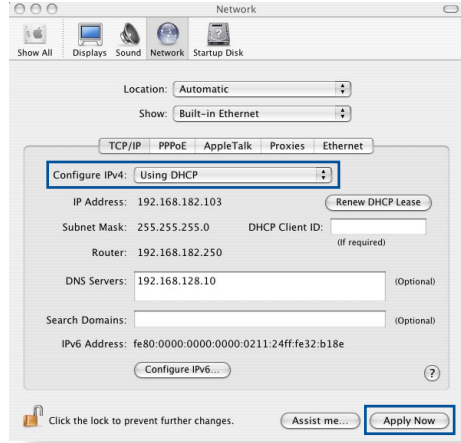 Network
Show All Displays Sound Network Startup Disk
Location: Automatic
Show: Built-in Ethernet
TCP/IP PPPoE AppleTalk Proxies Ethernet
Configure IPv4: Using DHCP
IP Address: 192.168.182.103 Renew DHCP Lease
Subnet Mask: 255.255.255.0 DHCP Client ID:
(If required)
Router: 192.168.182.250
DNS Servers: 192.168.128.10 (Optional)
Search Domains: (Optional)
IPv6 Address: fe80:0000:0000:0000:0211:24ff:fe32:b18e
Configure IPv6... ?
Click the lock to prevent further changes. Assist me... Apply Now